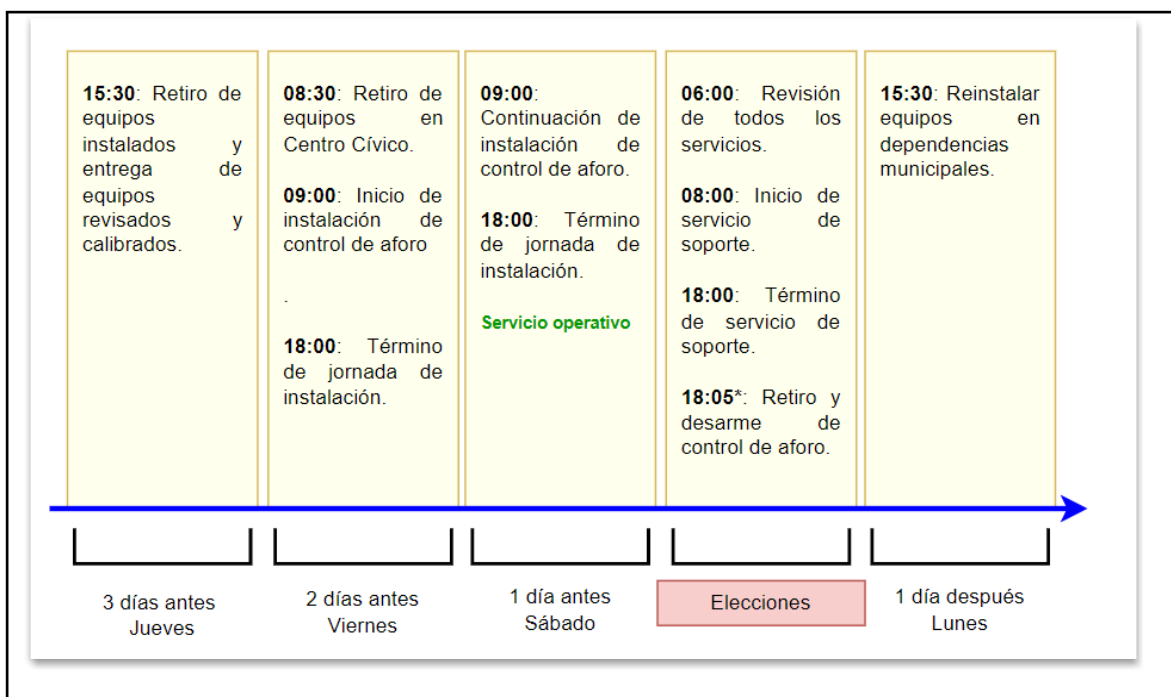 15:30: Retiro de
equipos
instalados y
entrega de
equipos
revisados y
calibrados.
08:30: Retiro de
equipos en
Centro Cívico.
09:00: Inicio de
instalación de
control de aforo
.
18:00: Término
de jornada de
instalación.
09:00:
Continuación de
instalación de
control de aforo.
18:00: Término
de jornada de
instalación.
Servicio operativo
06:00: Revisión
de todos los
servicios.
08:00: Inicio de
servicio de
soporte.
18:00: Término
de servicio de
soporte.
18:05*: Retiro y
desarme de
control de aforo.
15:30: Reinstalar
equipos en
dependencias
municipales.
3 días antes
Jueves
2 días antes
Viernes
1 día antes
Sábado
Elecciones
1 día después
Lunes